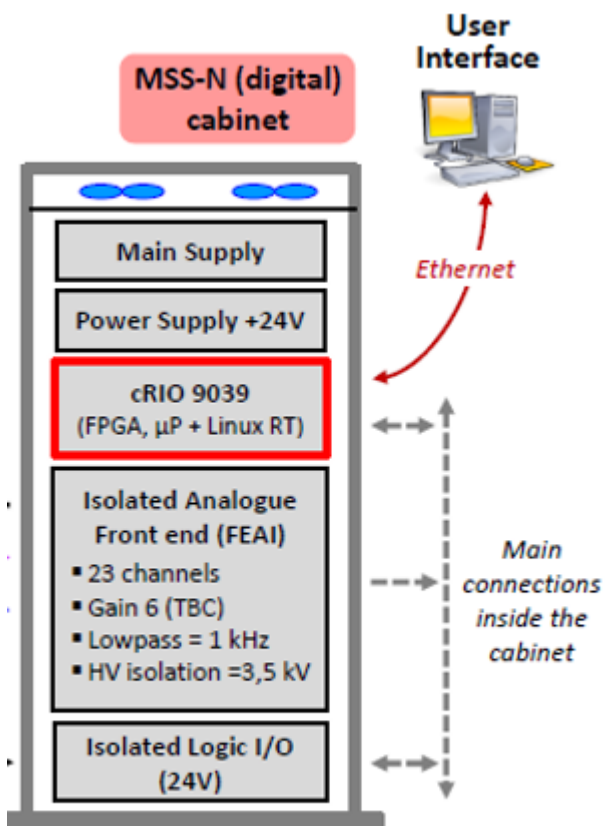 User
Interface
MSS-N (digital)
cabinet
Main Supply
Ethernet
Power Supply +24V
cRIO 9039
(FPGA, µP + Linux RT)
Isolated Analogue
Front end (FEAI)
▪ 23 channels
▪ Gain 6 (TBC)
▪ Lowpass = 1 kHz
▪ HV isolation =3,5 kV
Main
connections
inside the
cabinet
Isolated Logic I/O
(24V)